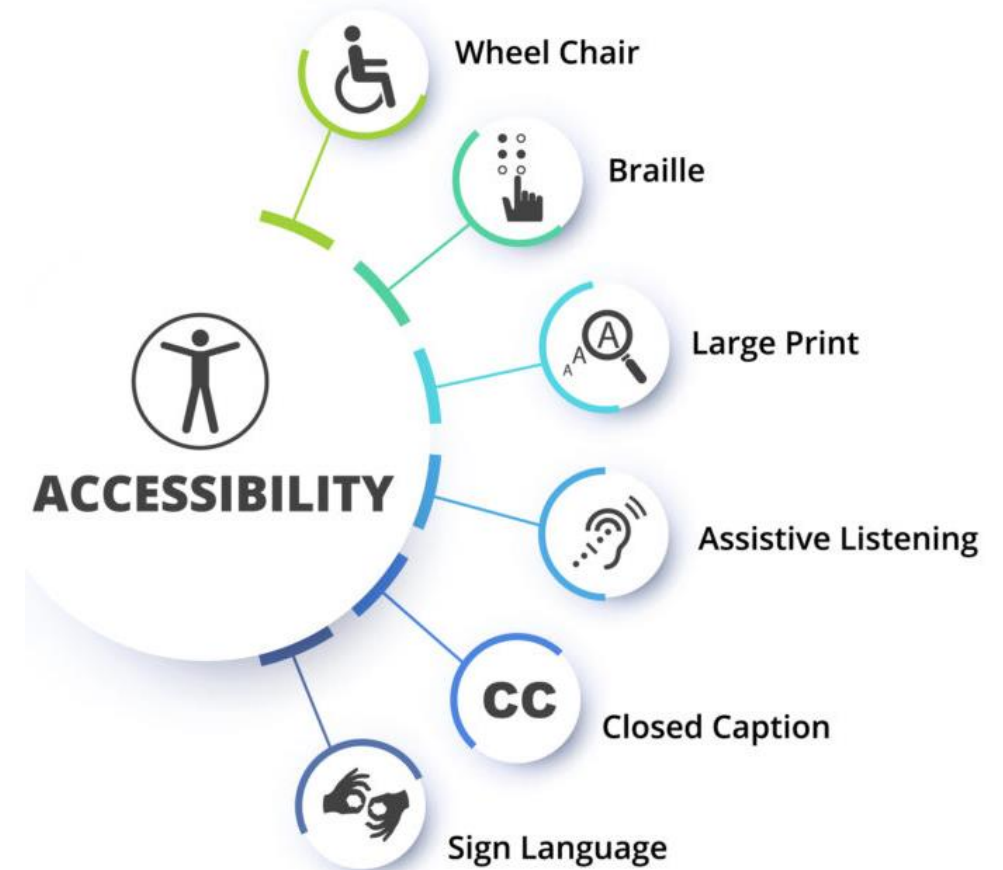 Wheel Chair
Braille
A A A
Large Print
ACCESSIBILITY
Assistive Listening
CC
Closed Caption
Sign Language